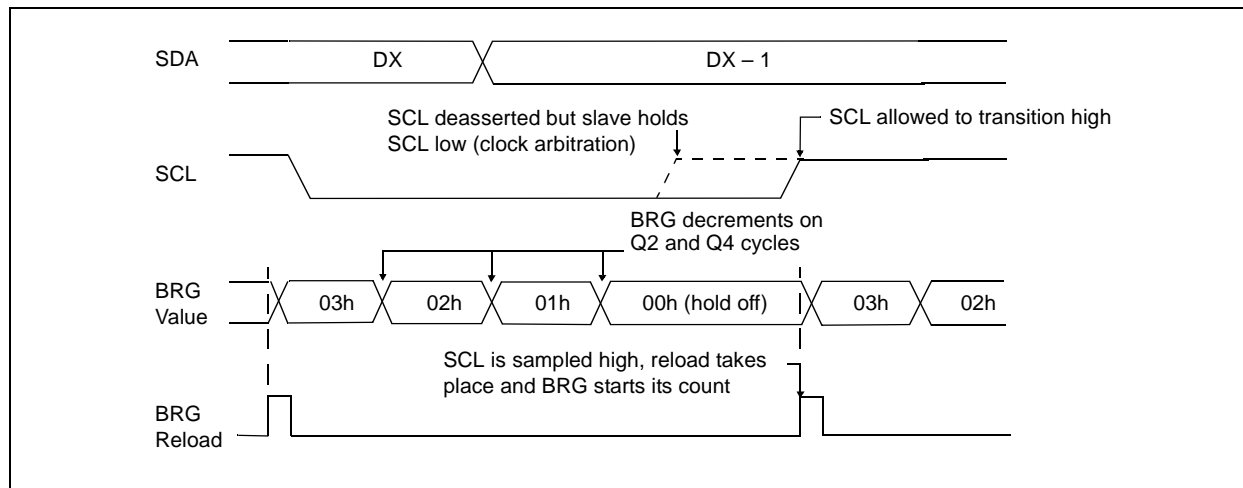 SDA
DX
DX – 1
SCL deasserted but slave holds
SCL low (clock arbitration)
SCL allowed to transition high
SCL
BRG decrements on
Q2 and Q4 cycles
BRG
Value
03h
02h
01h
00h (hold off)
03h
02h
SCL is sampled high, reload takes
place and BRG starts its count
BRG
Reload